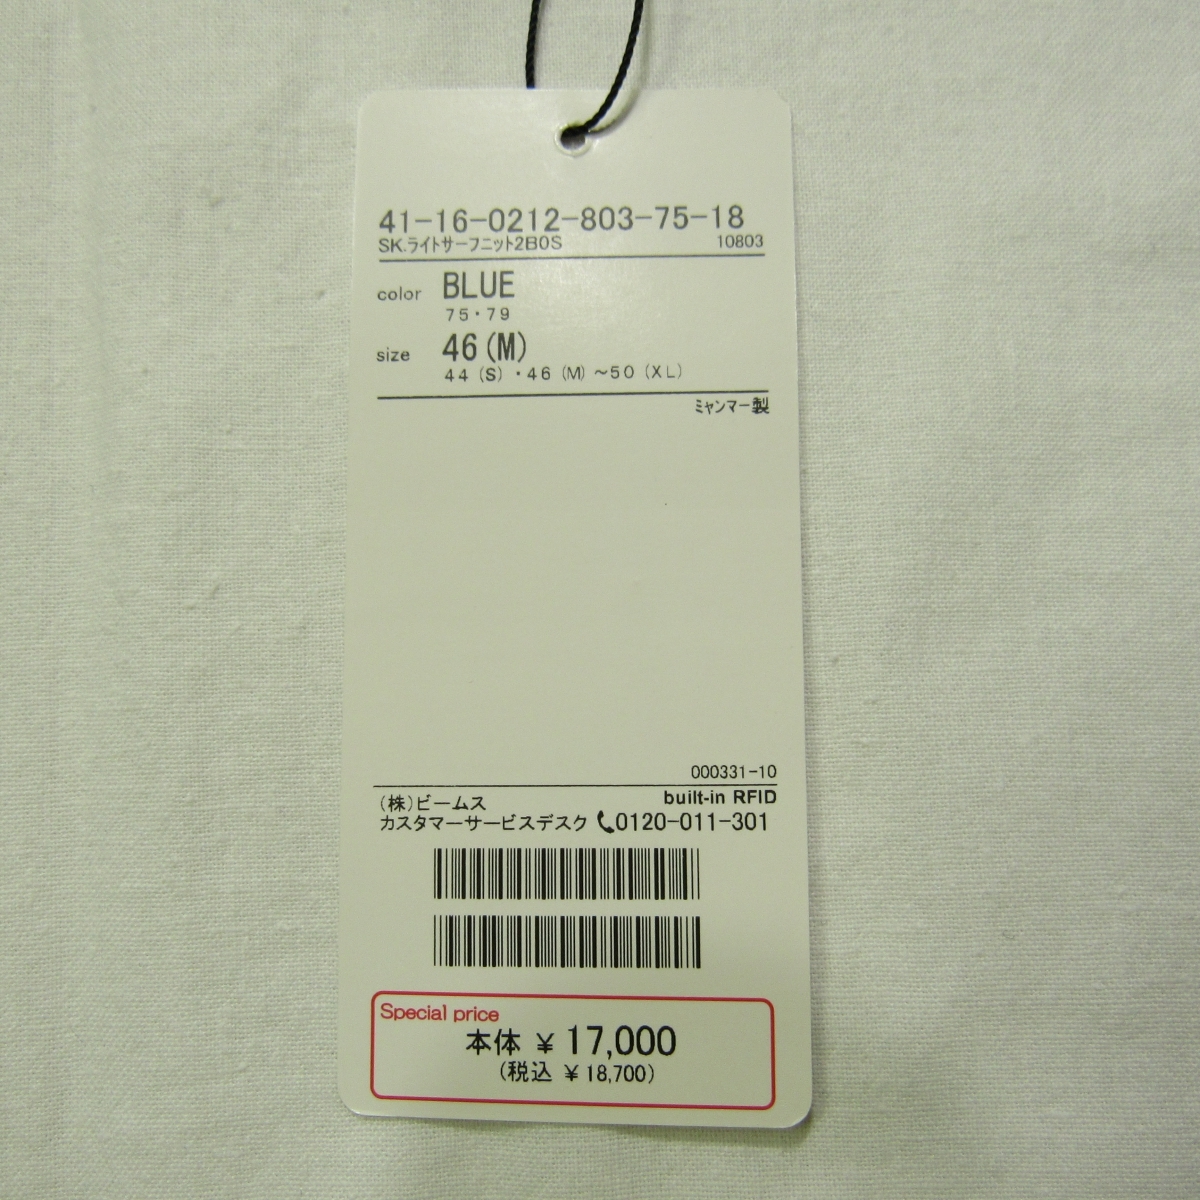 41-16-0212-803-75-18
SK.ライトサーフニット2B0S 10803
color BLUE
75・79
size 46(M)
44(S)・46(M)~50(XL)
ミャンマー製
000331-10
(株)ビームス built-in RFID
カスタマーサービスデスク 0120-011-301
Special price
本体 ¥17,000
(税込 ¥18,700)